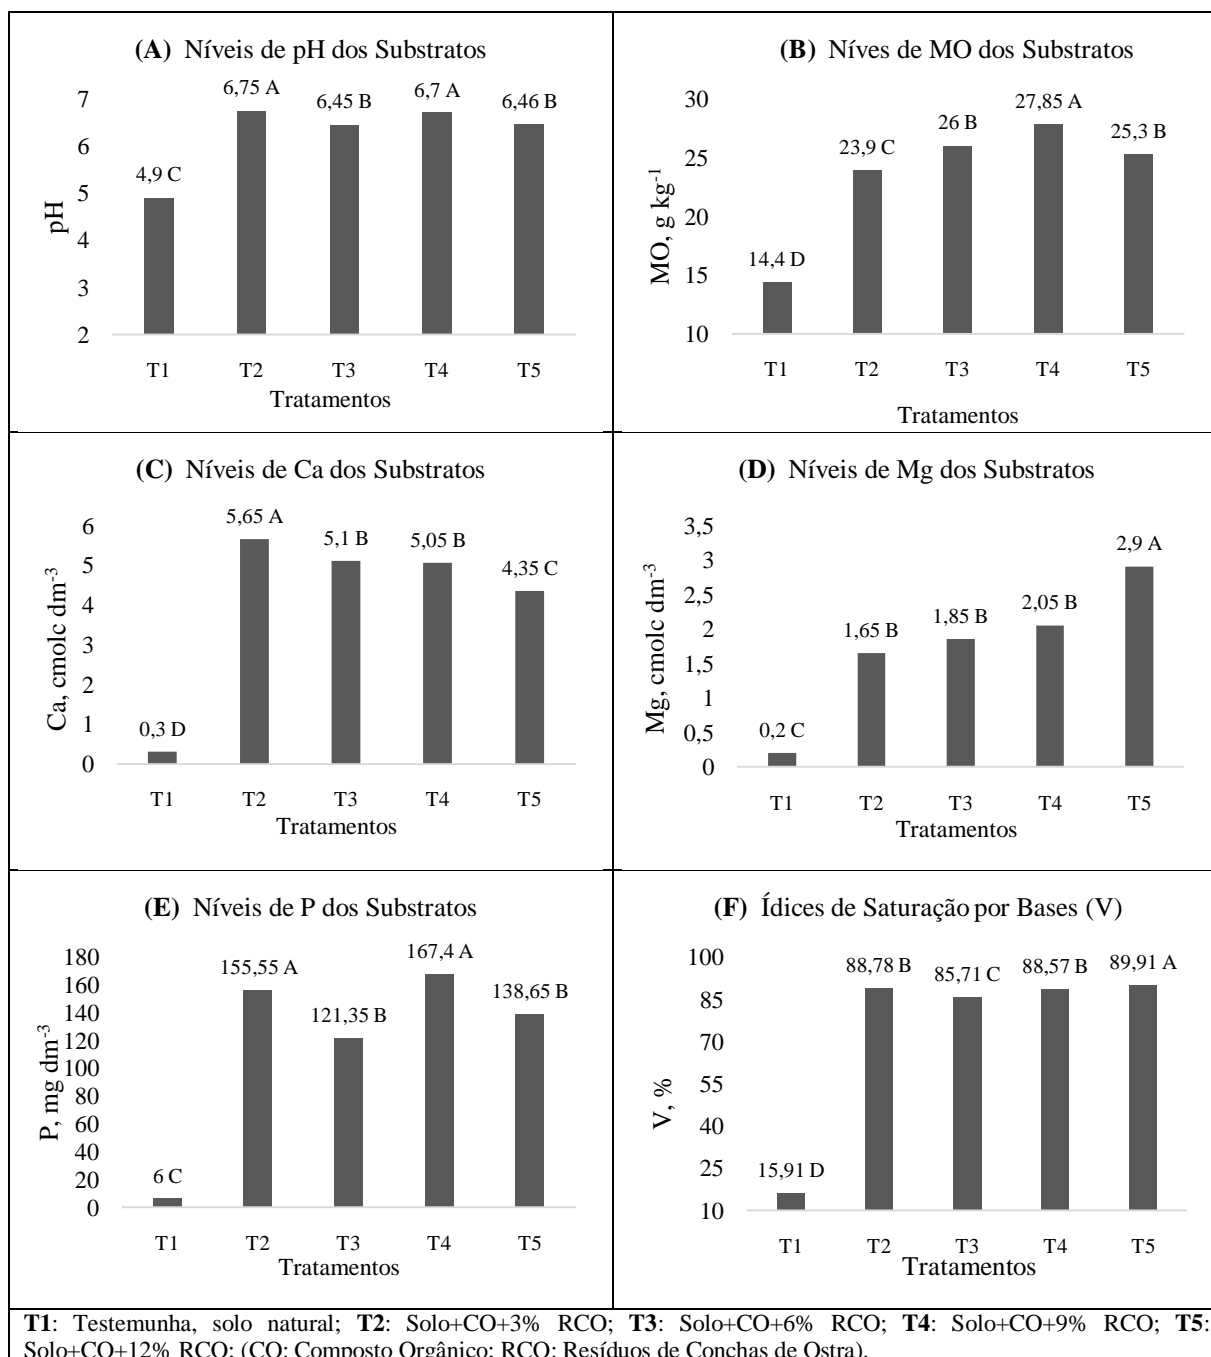 (A) Níveis de pH dos Substratos
7
6
5
4
3
2
pH
4,9 C
6,75 A
6,45 B
6,7 A
6,46 B
T1 T2 T3 T4 T5
Tratamentos
(B) Níves de MO dos Substratos
30
25
20
15
10
MO, g kg-1
14,4 D
23,9 C
26 B
27,85 A
25,3 B
T1 T2 T3 T4 T5
Tratamentos
(C) Níveis de Ca dos Substratos
6
5
4
3
2
1
0
Ca, cmolc dm-3
0,3 D
5,65 A
5,1 B
5,05 B
4,35 C
T1 T2 T3 T4 T5
Tratamentos
(D) Níveis de Mg dos Substratos
3,5
3
2,5
2
1,5
1
0,5
0
Mg, cmolc dm-3
0,2 C
1,65 B
1,85 B
2,05 B
2,9 A
T1 T2 T3 T4 T5
Tratamentos
(E) Níveis de P dos Substratos
180
160
140
120
100
80
60
40
20
0
P, mg dm-3
6 C
155,55 A
121,35 B
167,4 A
138,65 B
T1 T2 T3 T4 T5
Tratamentos
(F) Ídices de Saturação por Bases (V)
100
85
70
55
40
25
10
V, %
15,91 D
88,78 B
85,71 C
88,57 B
89,91 A
T1 T2 T3 T4 T5
Tratamentos
T1: Testemunha, solo natural; T2: Solo+CO+3% RCO; T3: Solo+CO+6% RCO; T4: Solo+CO+9% RCO; T5:
Solo+CO+12% RCO; (CO: Composto Orgânico; RCO: Resíduos de Conchas de Ostra).